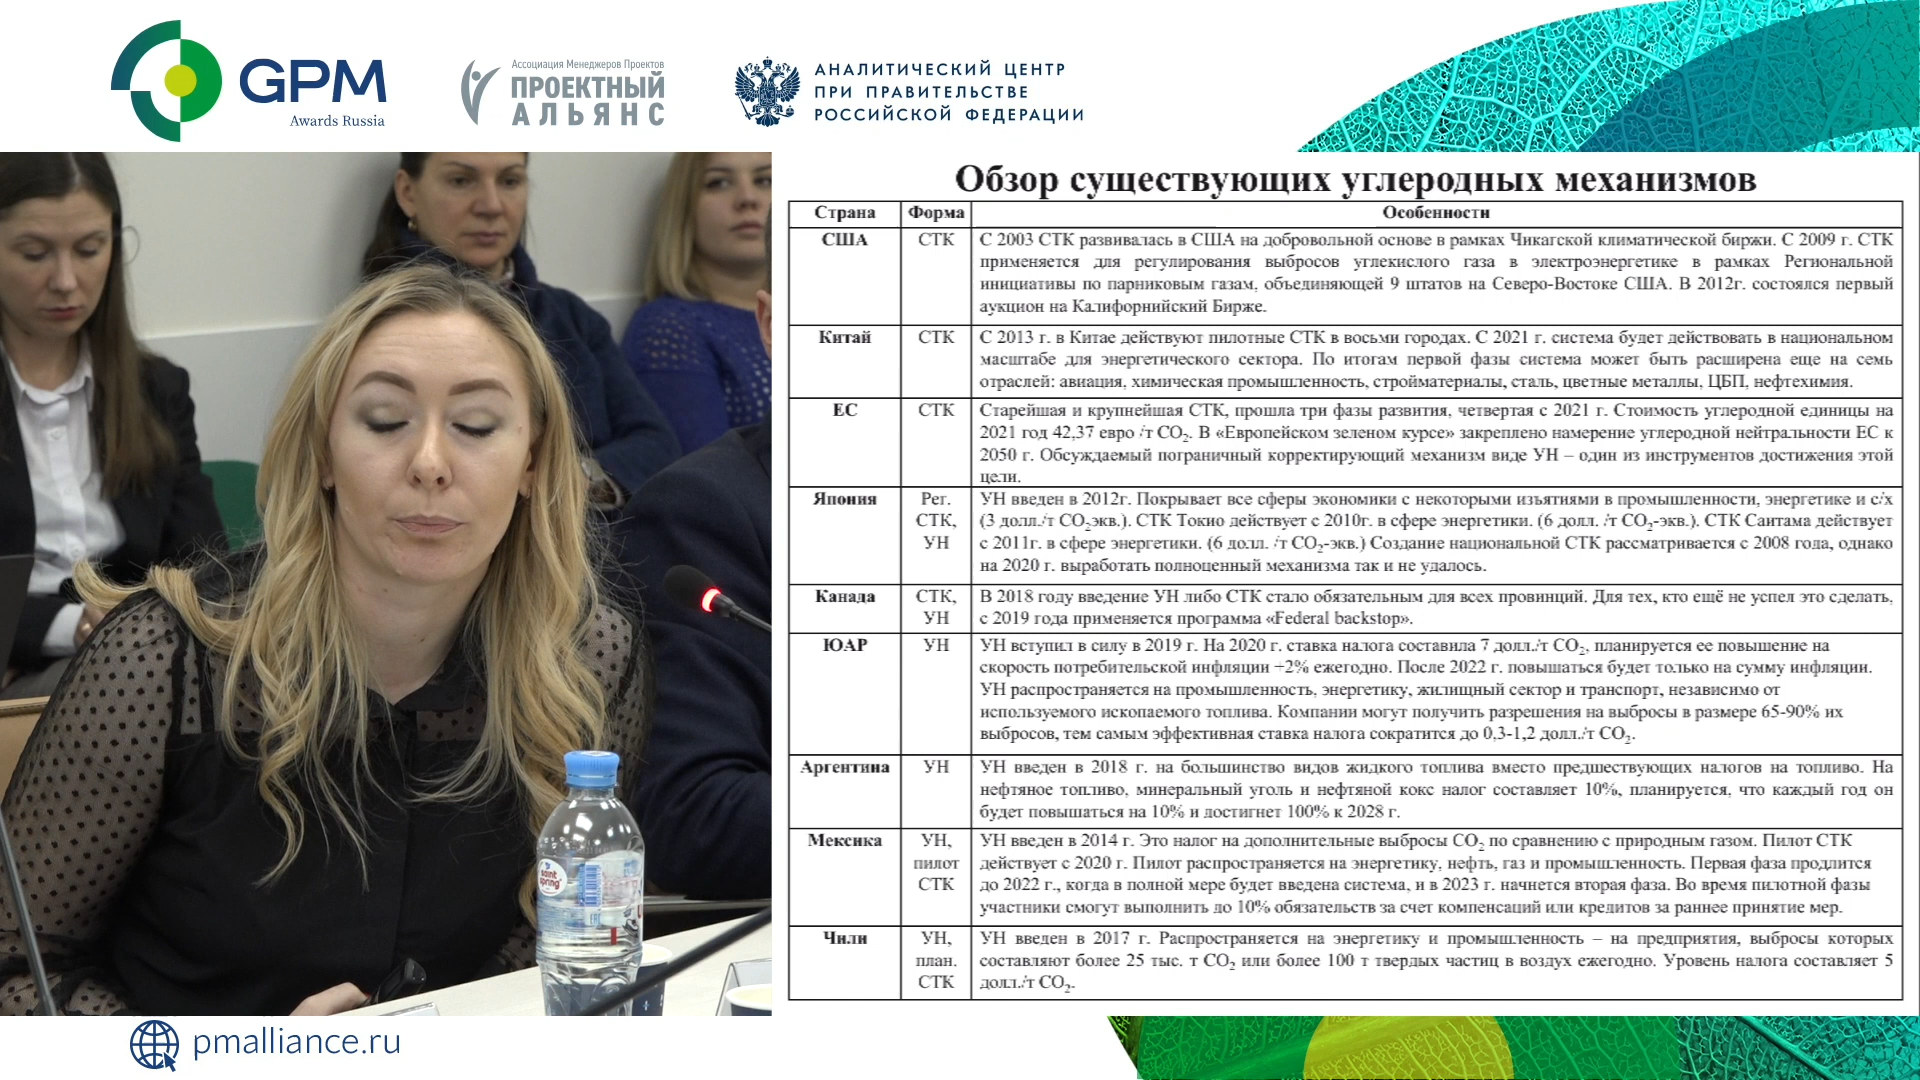 GPM
Awards Russia
Ассоциация Менеджеров Проектов
ПРОЕКТНЫЙ
АЛЬЯНС
АНАЛИТИЧЕСКИЙ ЦЕНТР
ПРИ ПРАВИТЕЛЬСТВЕ
РОССИЙСКОЙ ФЕДЕРАЦИИ
Обзор существующих углеродных механизмов
Страна Форма Особенности
США СТК С 2003 СТК развивалась в США на добровольной основе в рамках Чикагской климатической биржи. С 2009 г. СТК
применяется для регулирования выбросов углекислого газа в электроэнергетике в рамках Региональной
инициативы по парниковым газам, объединяющей 9 штатов на Северо-Востоке США. В 2012г. состоялся первый
аукцион на Калифорнийский Бирже.
Китай СТК С 2013 г. в Китае действуют пилотные СТК в восьми городах. С 2021 г. система будет действовать в национальном
масштабе для энергетического сектора. По итогам первой фазы система может быть расширена еще на семь
отраслей: авиация, химическая промышленность, стройматериалы, сталь, цветные металлы, ЦБП, нефтехимия.
ЕС СТК Старейшая и крупнейшая СТК, прошла три фазы развития, четвертая с 2021 г. Стоимость углеродной единицы на
2021 год 42,37 евро /т CO2. В «Европейском зеленом курсе» закреплено намерение углеродной нейтральности ЕС к
2050 г. Обсуждаемый пограничный корректирующий механизм виде УН – один из инструментов достижения этой
цели.
Япония Рег. УН введен в 2012г. Покрывает все сферы экономики с некоторыми изъятиями в промышленности, энергетике и с/х
СТК, (3 долл./т CO2экв.). СТК Токио действует с 2010г. в сфере энергетики. (6 долл. /т CO2-экв.). СТК Саитама действует
УН с 2011г. в сфере энергетики. (6 долл. /т CO2-экв.) Создание национальной СТК рассматривается с 2008 года, однако
на 2020 г. выработать полноценный механизм так и не удалось.
Канада СТК, В 2018 году введение УН либо СТК стало обязательным для всех провинций. Для тех, кто ещё не успел это сделать,
УН с 2019 года применяется программа «Federal backstop».
ЮАР УН УН вступил в силу в 2019 г. На 2020 г. ставка налога составила 7 долл./т CO2, планируется ее повышение на
скорость потребительской инфляции +2% ежегодно. После 2022 г. повышаться будет только на сумму инфляции.
УН распространяется на промышленность, энергетику, жилищный сектор и транспорт, независимо от
используемого ископаемого топлива. Компании могут получить разрешения на выбросы в размере 65-90% их
выбросов, тем самым эффективная ставка налога сократится до 0,3-1,2 долл./т CO2.
Аргентина УН УН введен в 2018 г. на большинство видов жидкого топлива вместо предшествующих налогов на топливо. На
нефтяное топливо, минеральный уголь и нефтяной кокс налог составляет 10%, планируется, что каждый год он
будет повышаться на 10% и достигнет 100% к 2028 г.
Мексика УН, УН введен в 2014 г. Это налог на дополнительные выбросы CO2 по сравнению с природным газом. Пилот СТК
пилот действует с 2020 г. Пилот распространяется на энергетику, нефть, газ и промышленность. Первая фаза продлится
СТК до 2022 г., когда в полной мере будет введена система, и в 2023 г. начнется вторая фаза. Во время пилотной фазы
участники смогут выполнить до 10% обязательств за счет компенсаций или кредитов за раннее принятие мер.
Чили УН, УН введен в 2017 г. Распространяется на энергетику и промышленность – на предприятия, выбросы которых
план. составляют более 25 тыс. т CO2 или более 100 т твердых частиц в воздух ежегодно. Уровень налога составляет 5
СТК долл./т CO2.
saint
spring
pmalliance.ru